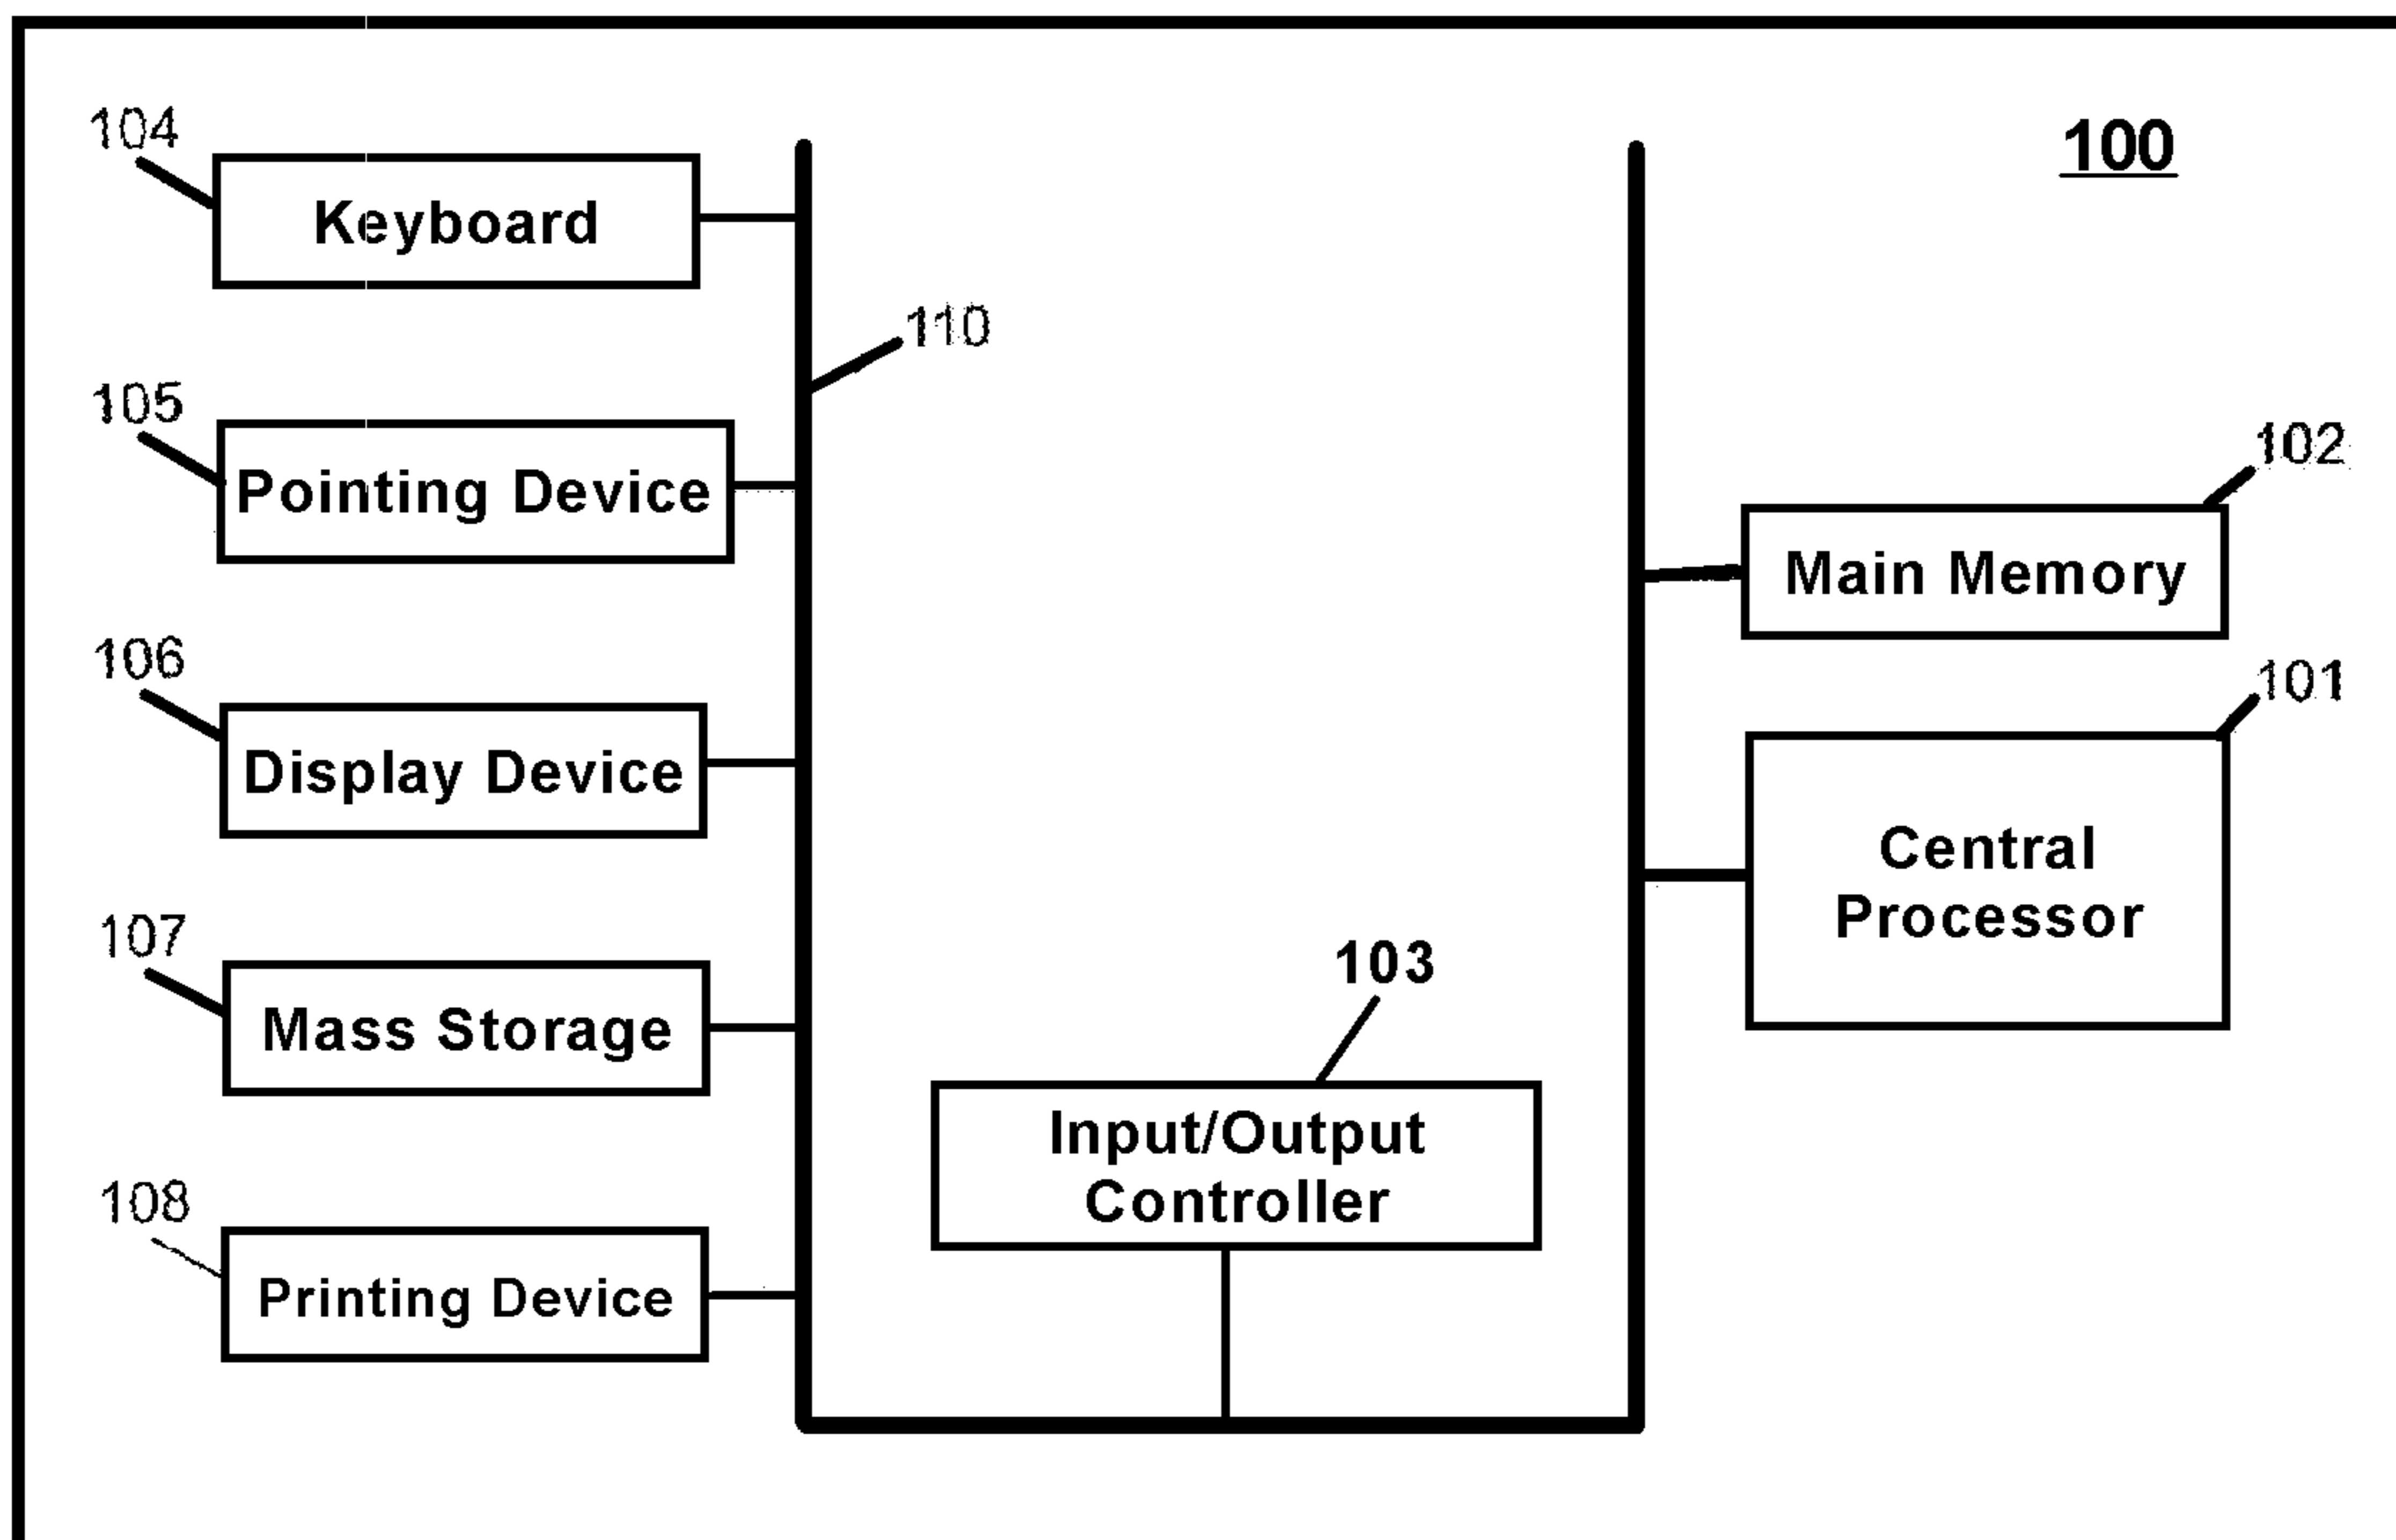 104
Keyboard
100
110
105
Pointing Device
102
Main Memory
106
Display Device
101
Central
Processor
107
Mass Storage
103
Input/Output
Controller
108
Printing Device